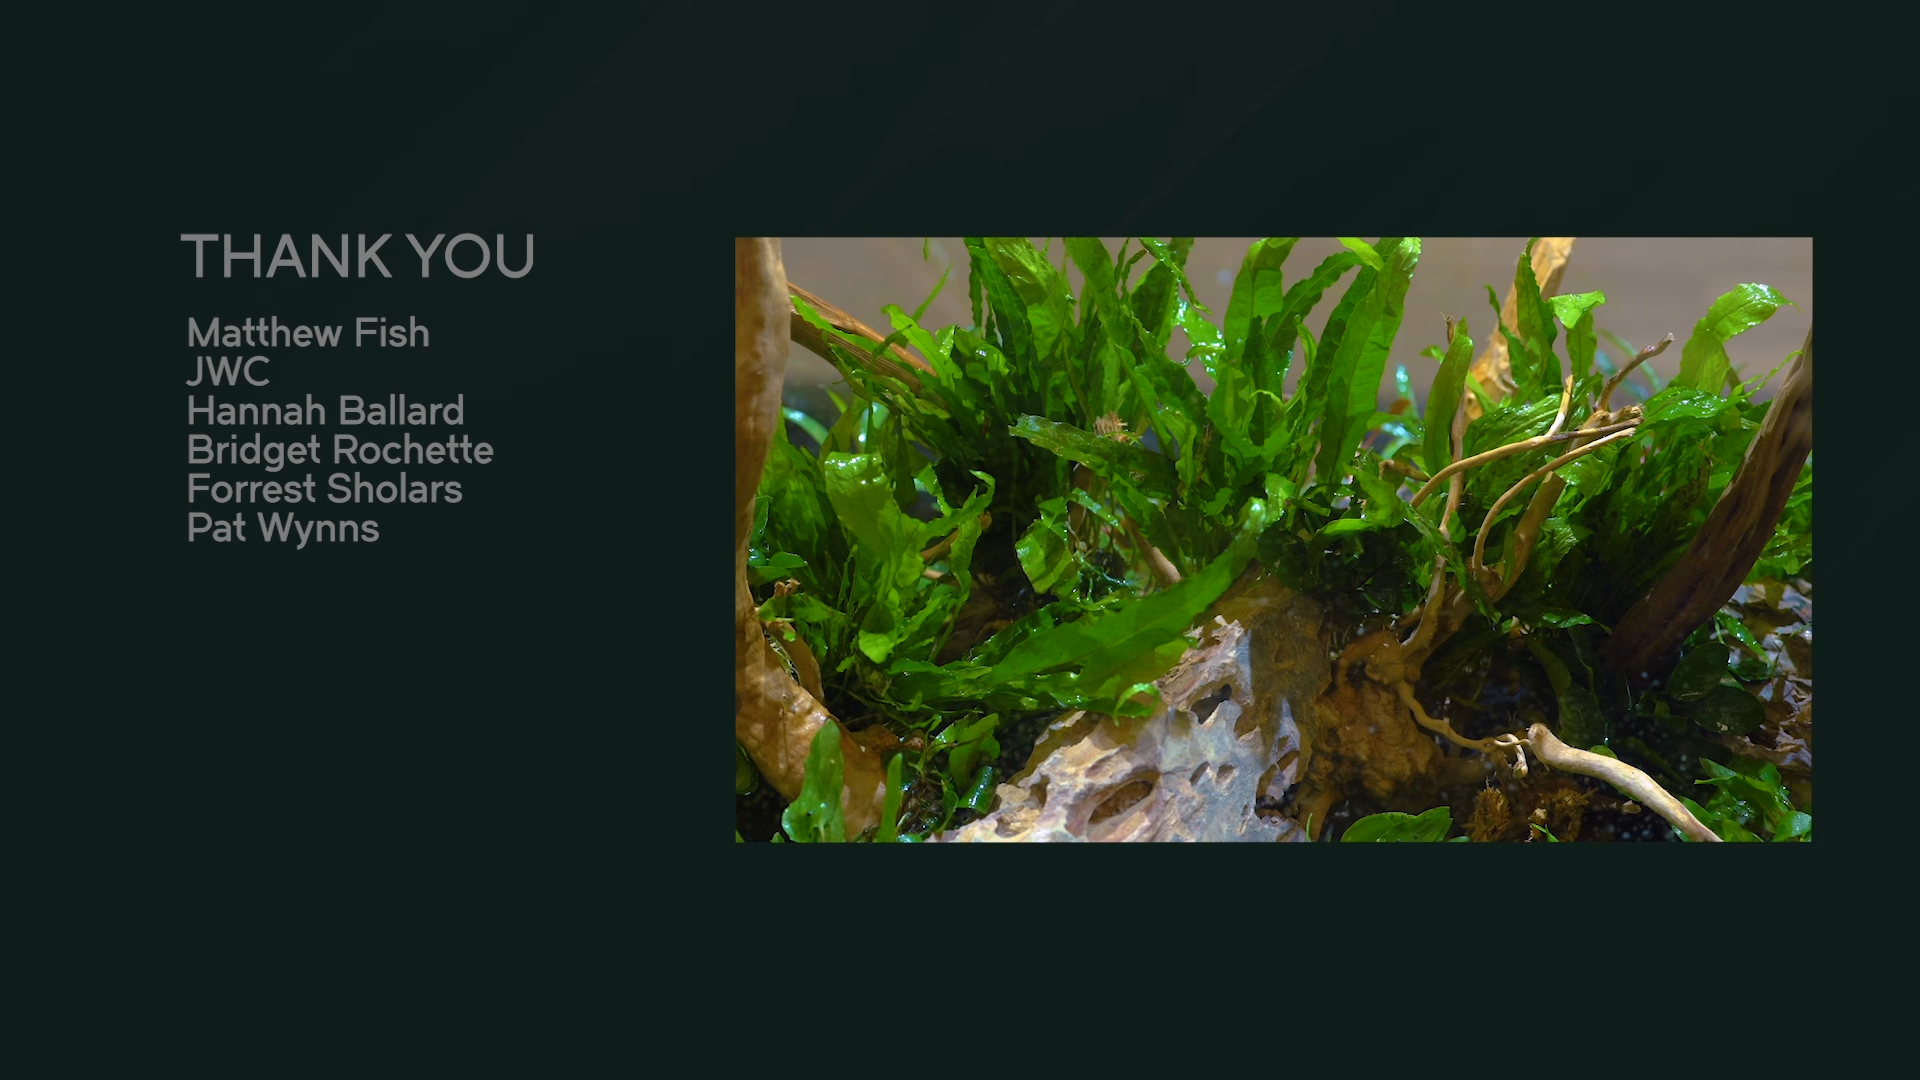 THANK YOU
Matthew Fish
JWC
Hannah Ballard
Bridget Rochette
Forrest Sholars
Pat Wynns